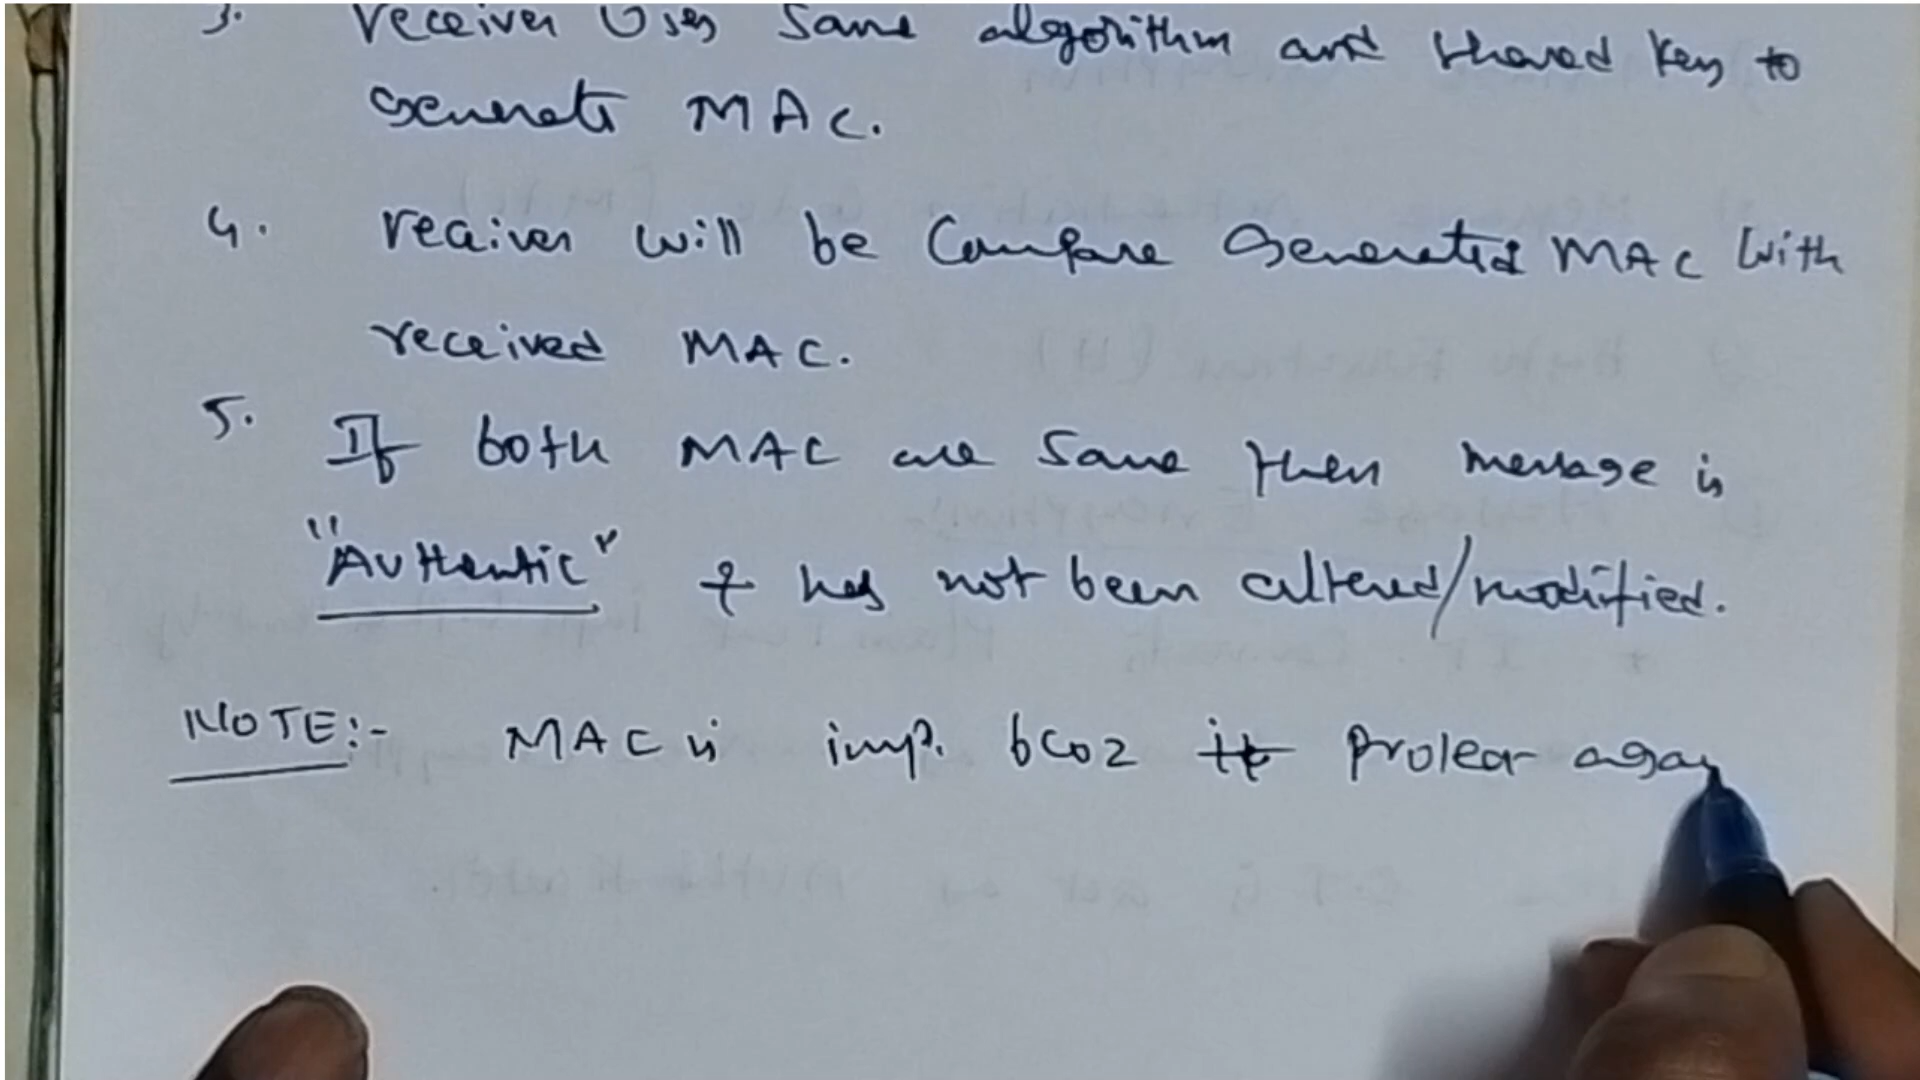 3. receiver Uses Same algorithm and shared key to
generate MAC.
4. receiver will be Compare Generated MAC with
received MAC.
5. If both MAC are same then message is
"Authentic" & has not been altered/modified.
NOTE:- MAC is imp. bcoz it protect agai